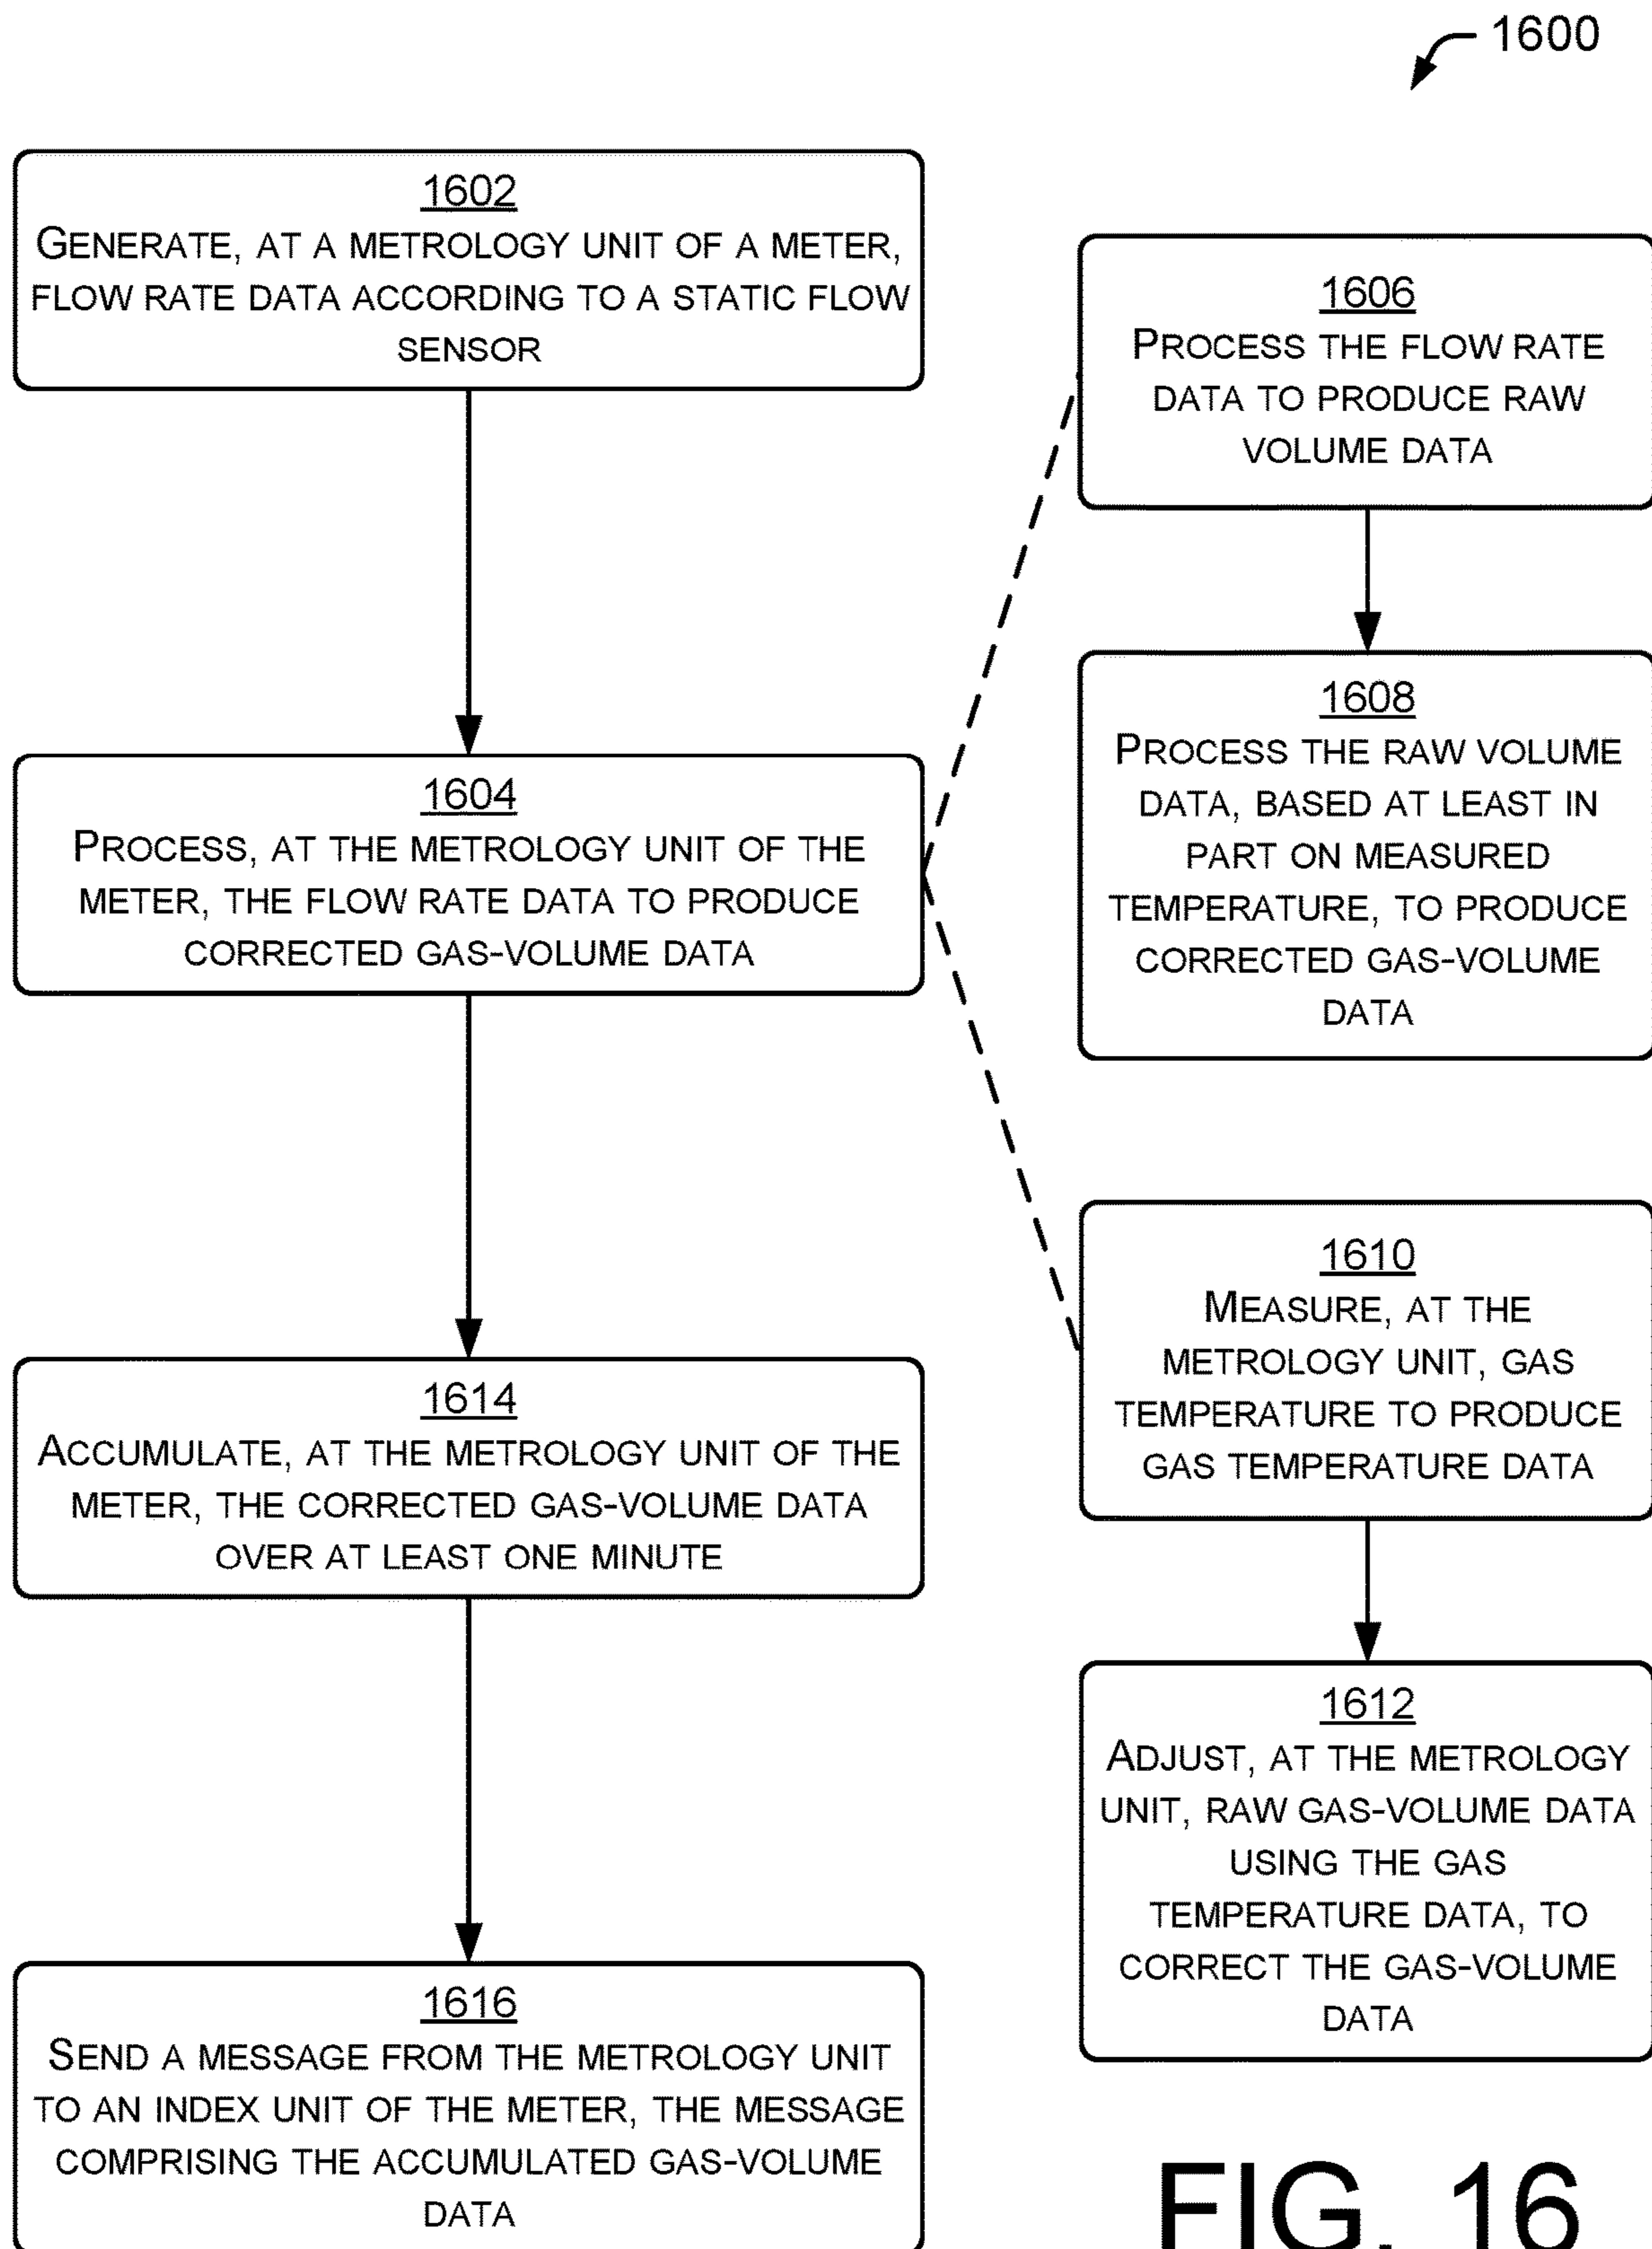 1600
1602
GENERATE, AT A METROLOGY UNIT OF A METER,
FLOW RATE DATA ACCORDING TO A STATIC FLOW
SENSOR
1604
PROCESS, AT THE METROLOGY UNIT OF THE
METER, THE FLOW RATE DATA TO PRODUCE
CORRECTED GAS-VOLUME DATA
1606
PROCESS THE FLOW RATE
DATA TO PRODUCE RAW
VOLUME DATA
1608
PROCESS THE RAW VOLUME
DATA, BASED AT LEAST IN
PART ON MEASURED
TEMPERATURE, TO PRODUCE
CORRECTED GAS-VOLUME
DATA
1610
MEASURE, AT THE
METROLOGY UNIT, GAS
TEMPERATURE TO PRODUCE
GAS TEMPERATURE DATA
1612
ADJUST, AT THE METROLOGY
UNIT, RAW GAS-VOLUME DATA
USING THE GAS
TEMPERATURE DATA, TO
CORRECT THE GAS-VOLUME
DATA
1614
ACCUMULATE, AT THE METROLOGY UNIT OF THE
METER, THE CORRECTED GAS-VOLUME DATA
OVER AT LEAST ONE MINUTE
1616
SEND A MESSAGE FROM THE METROLOGY UNIT
TO AN INDEX UNIT OF THE METER, THE MESSAGE
COMPRISING THE ACCUMULATED GAS-VOLUME
DATA
FIG. 16